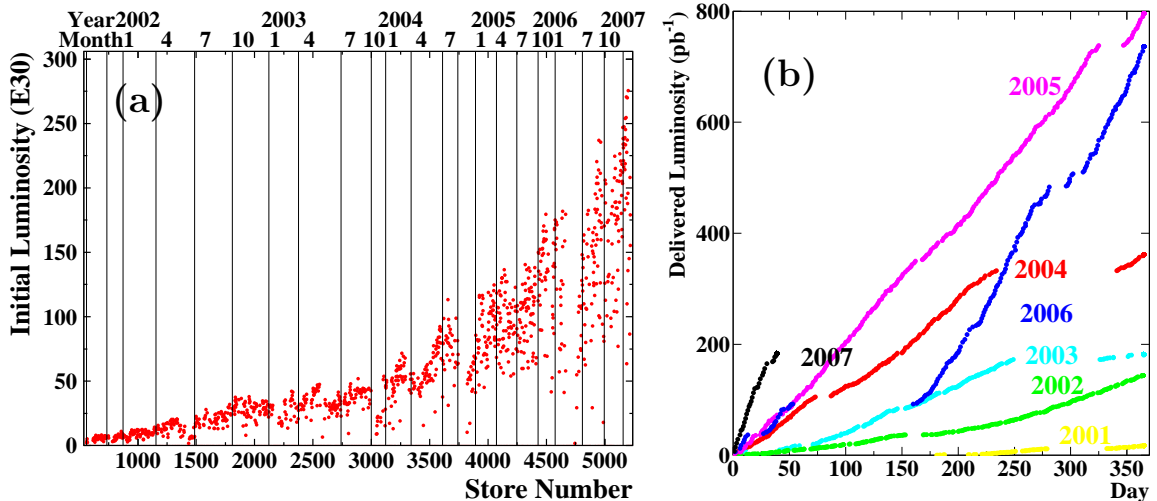 Year2002 2003 2004 2005 2006 2007
Month1 4 7 10 1 4 7 10 1 4 7 1 4 7 101 7 10
300
250
200
150
100
50
0
Initial Luminosity (E30)
(a)
1000 1500 2000 2500 3000 3500 4000 4500 5000
Store Number
800
600
400
200
0
Delivered Luminosity (pb-1)
(b)
2005
2004
2006
2007
2003
2002
2001
0 50 100 150 200 250 300 350
Day